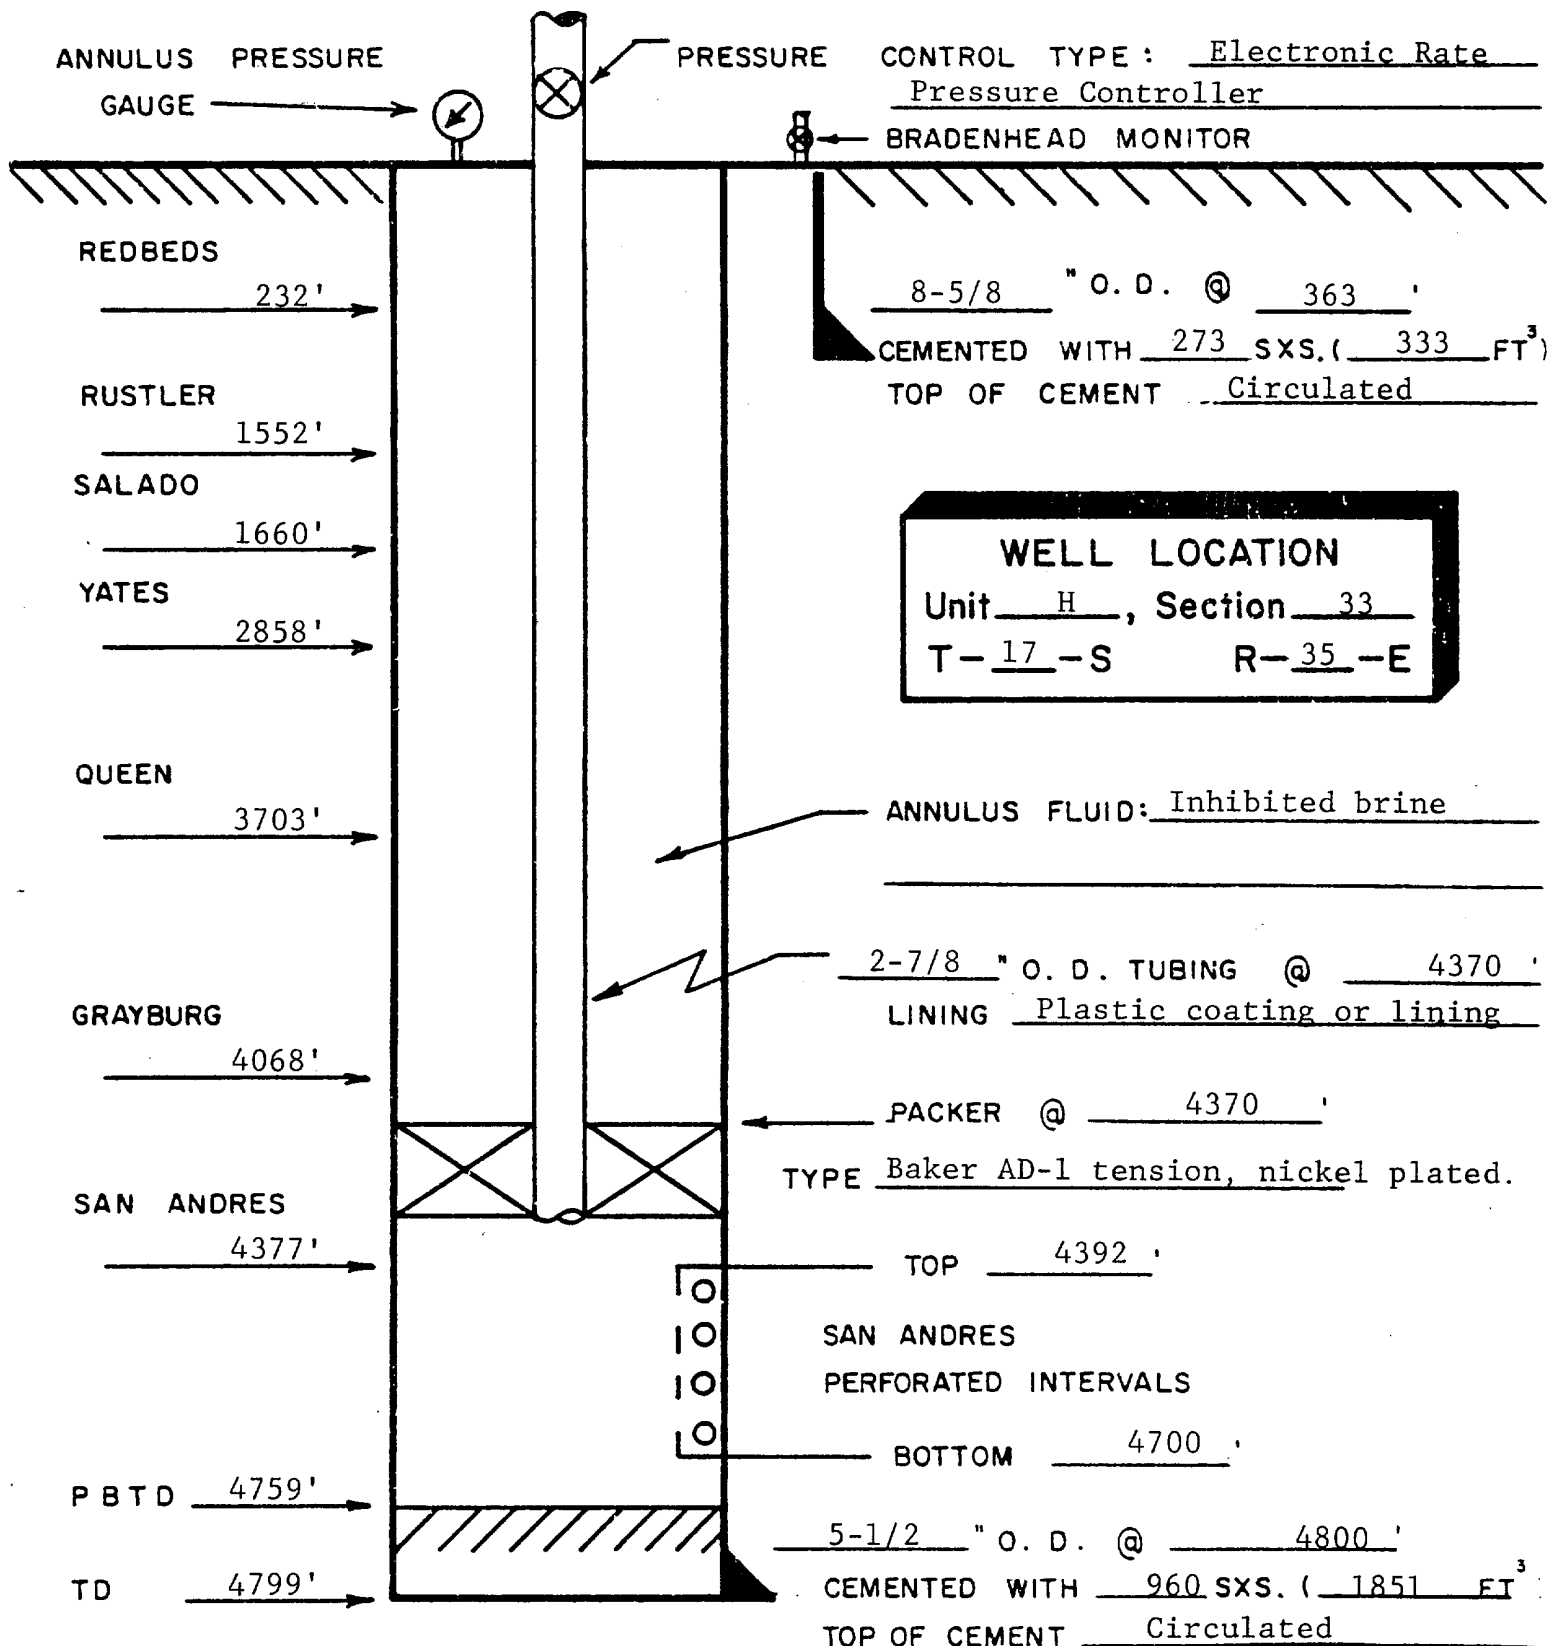 ANNULUS PRESSURE
GAUGE
PRESSURE CONTROL TYPE: Electronic Rate
Pressure Controller
BRADENHEAD MONITOR
REDBEDS
232'
8-5/8 " O.D. @ 363 '
CEMENTED WITH 273 SXS. ( 333 FT³)
TOP OF CEMENT Circulated
RUSTLER
1552'
SALADO
1660'
YATES
2858'
WELL LOCATION
Unit H, Section 33
T-17-S R-35-E
QUEEN
3703'
ANNULUS FLUID: Inhibited brine
2-7/8 " O.D. TUBING @ 4370 '
LINING Plastic coating or lining
GRAYBURG
4068'
PACKER @ 4370 '
TYPE Baker AD-1 tension, nickel plated.
SAN ANDRES
4377'
TOP 4392 '
SAN ANDRES
PERFORATED INTERVALS
BOTTOM 4700 '
PBTD 4759'
5-1/2 " O.D. @ 4800 '
TD 4799'
CEMENTED WITH 960 SXS. ( 1851 FT³
TOP OF CEMENT Circulated